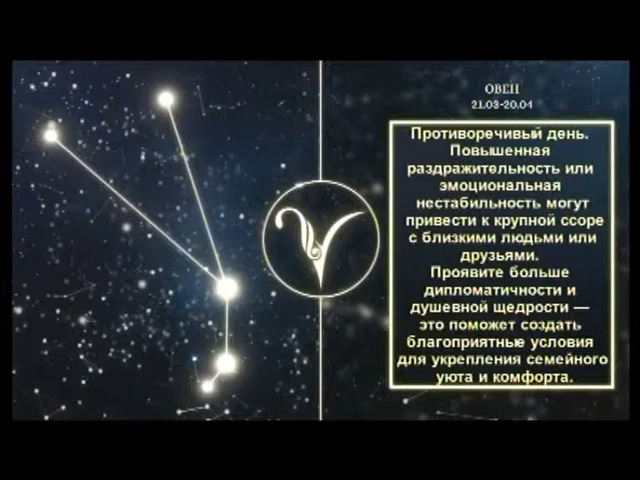 ОВЕН
21.03-20.04
Противоречивый день.
Повышенная
раздражительность или
эмоциональная
нестабильность могут
привести к крупной ссоре
с близкими людьми или
друзьями.
Проявите больше
дипломатичности и
душевной щедрости —
это поможет создать
благоприятные условия
для укрепления семейного
уюта и комфорта.